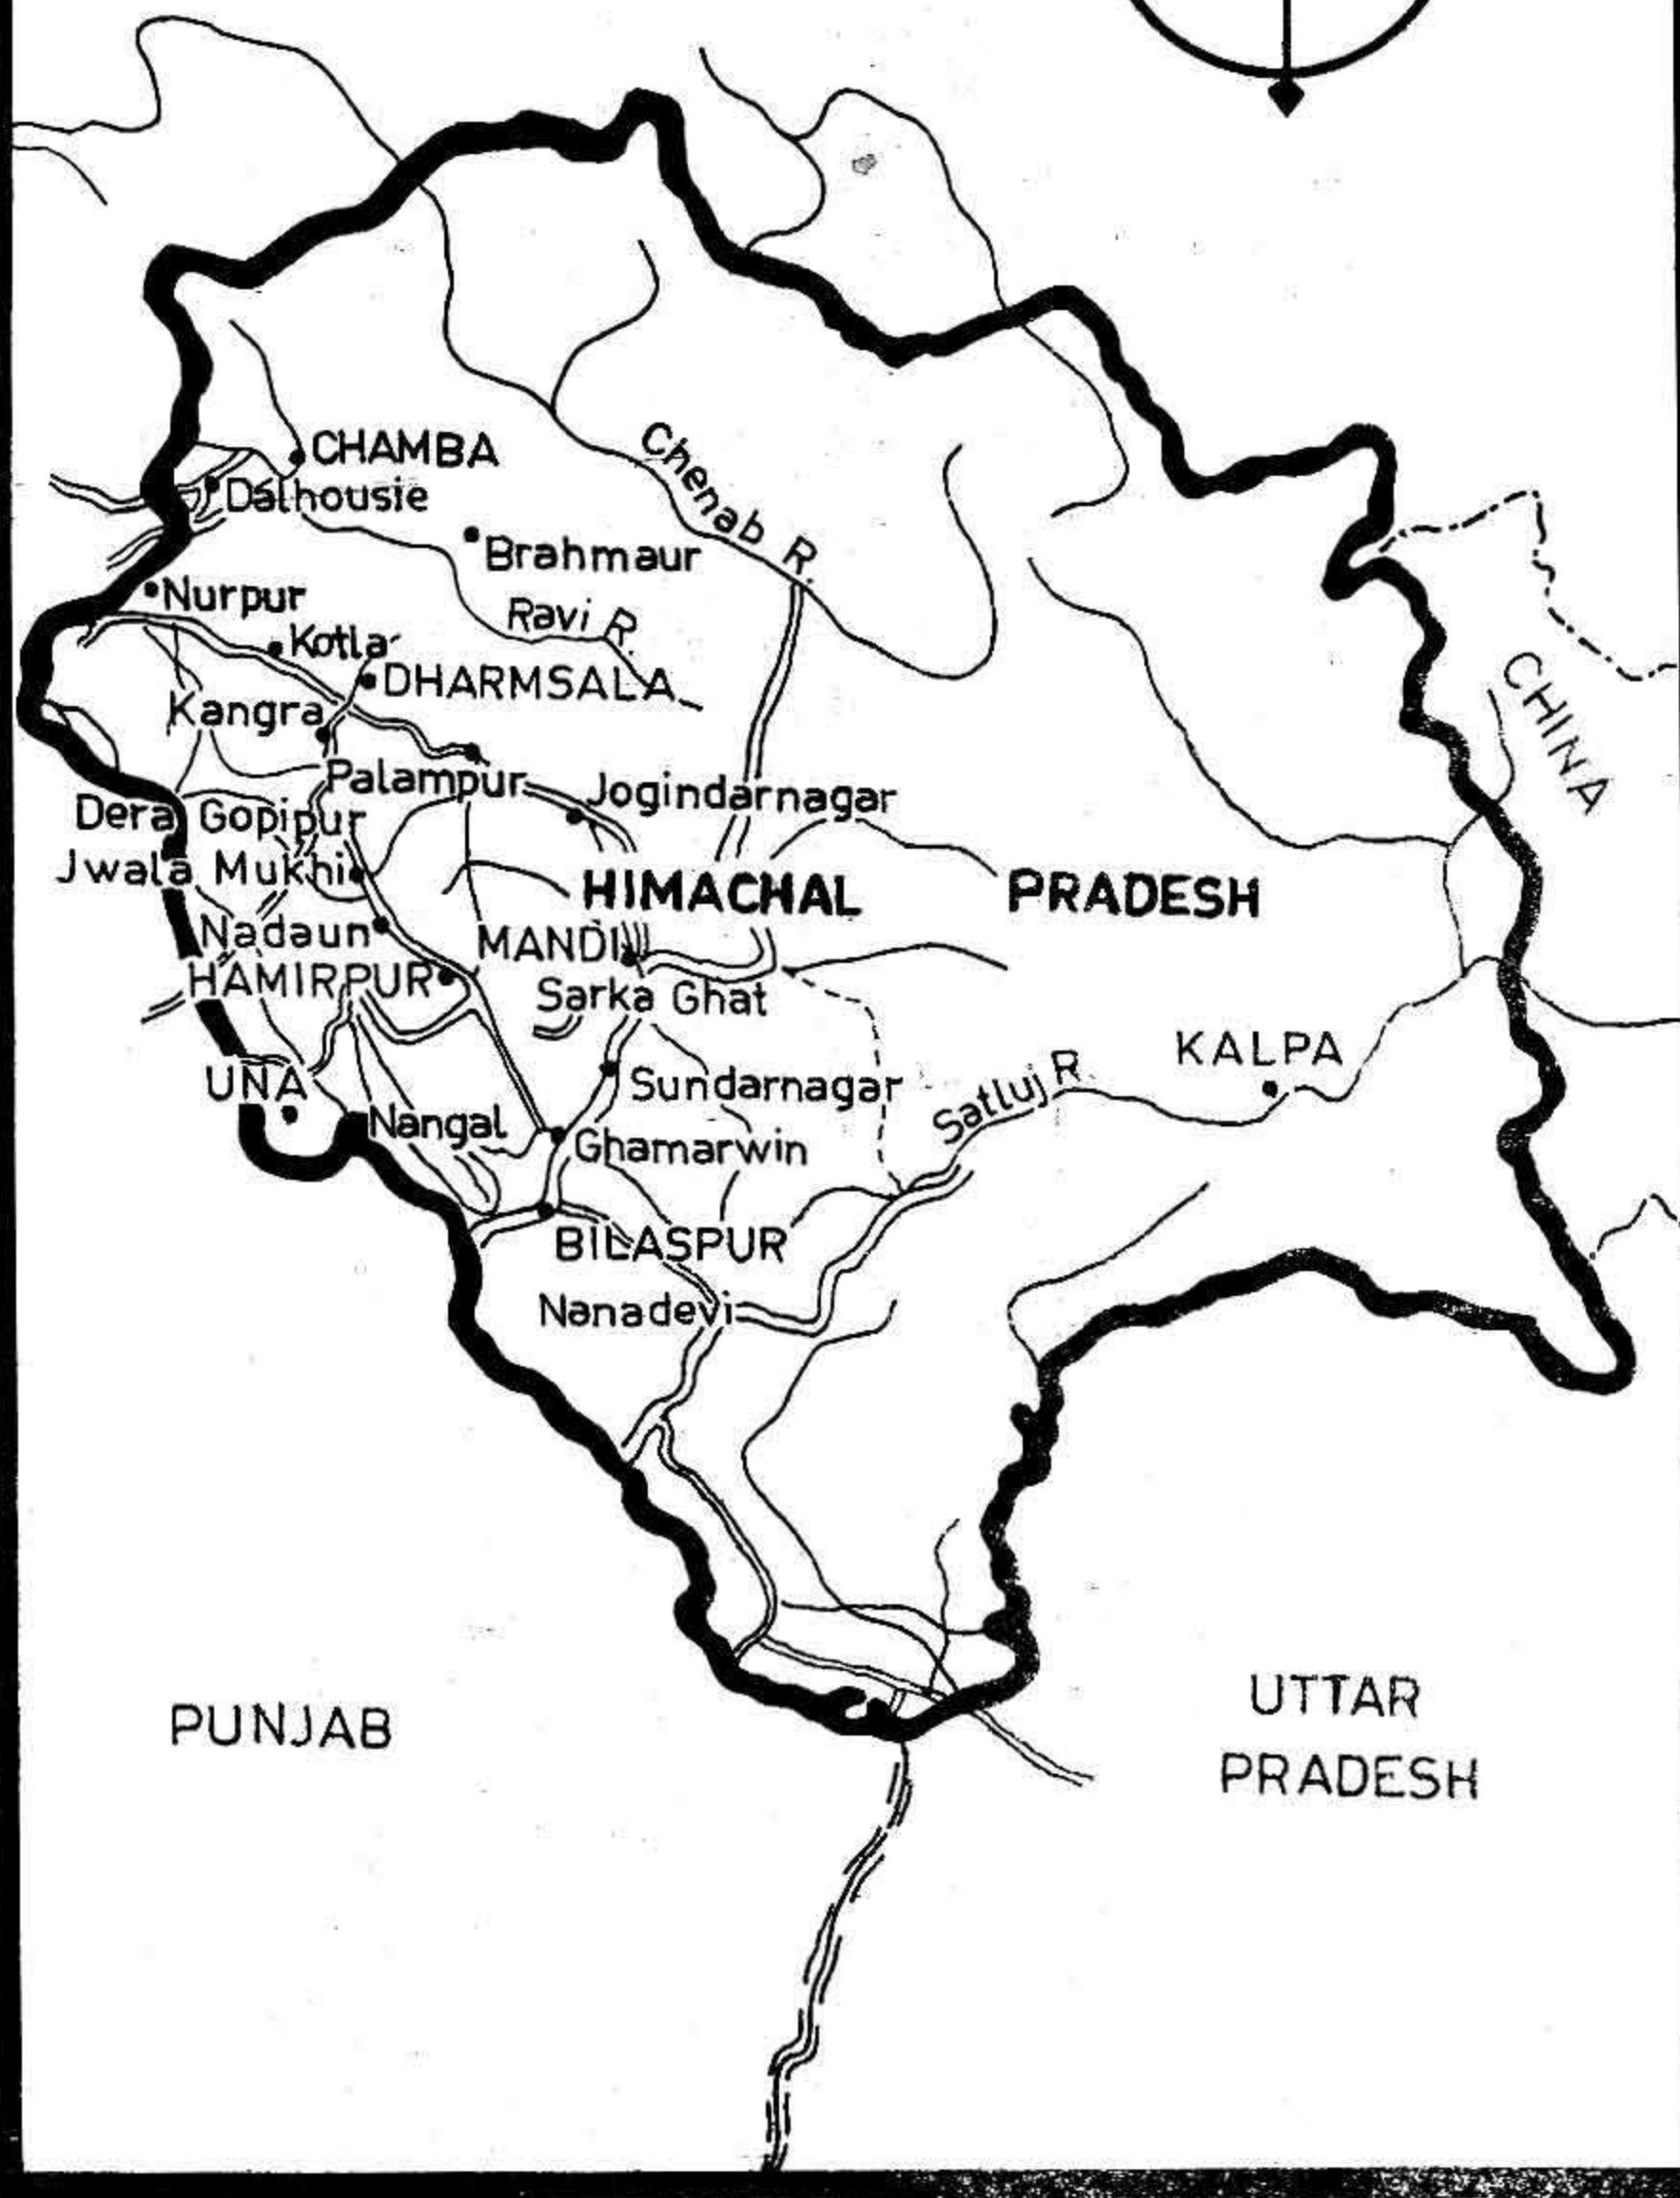 CHAMBA
Dalhousie
Chenab R.
Brahmaur
Nurpur
Ravi R.
Kotla
DHARMSALA
Kangra
CHINA
Palampur
Jogindarnagar
Dera Gopipur
Jwala Mukhi
HIMACHAL PRADESH
Nadaun
MANDI
HAMIRPUR
Sarka Ghat
KALPA
UNA
Sundarnagar
Satluj R.
Nangal
Ghamarwin
BILASPUR
Nanadevi
PUNJAB
UTTAR
PRADESH